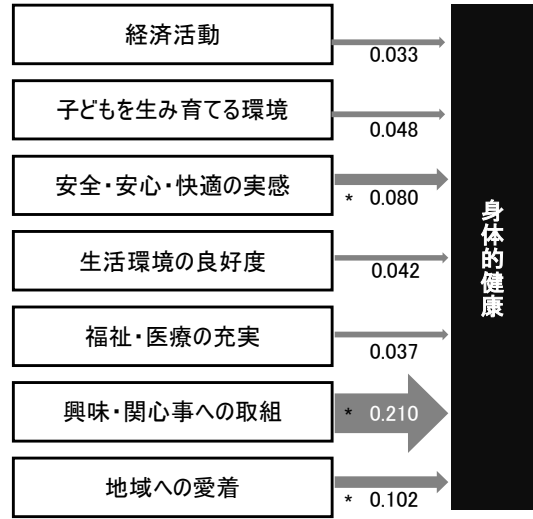 経済活動
0.033
子どもを生み育てる環境
0.048
安全・安心・快適の実感
* 0.080
生活環境の良好度
0.042
福祉・医療の充実
0.037
興味・関心事への取組
* 0.210
地域への愛着
* 0.102
身体的健康